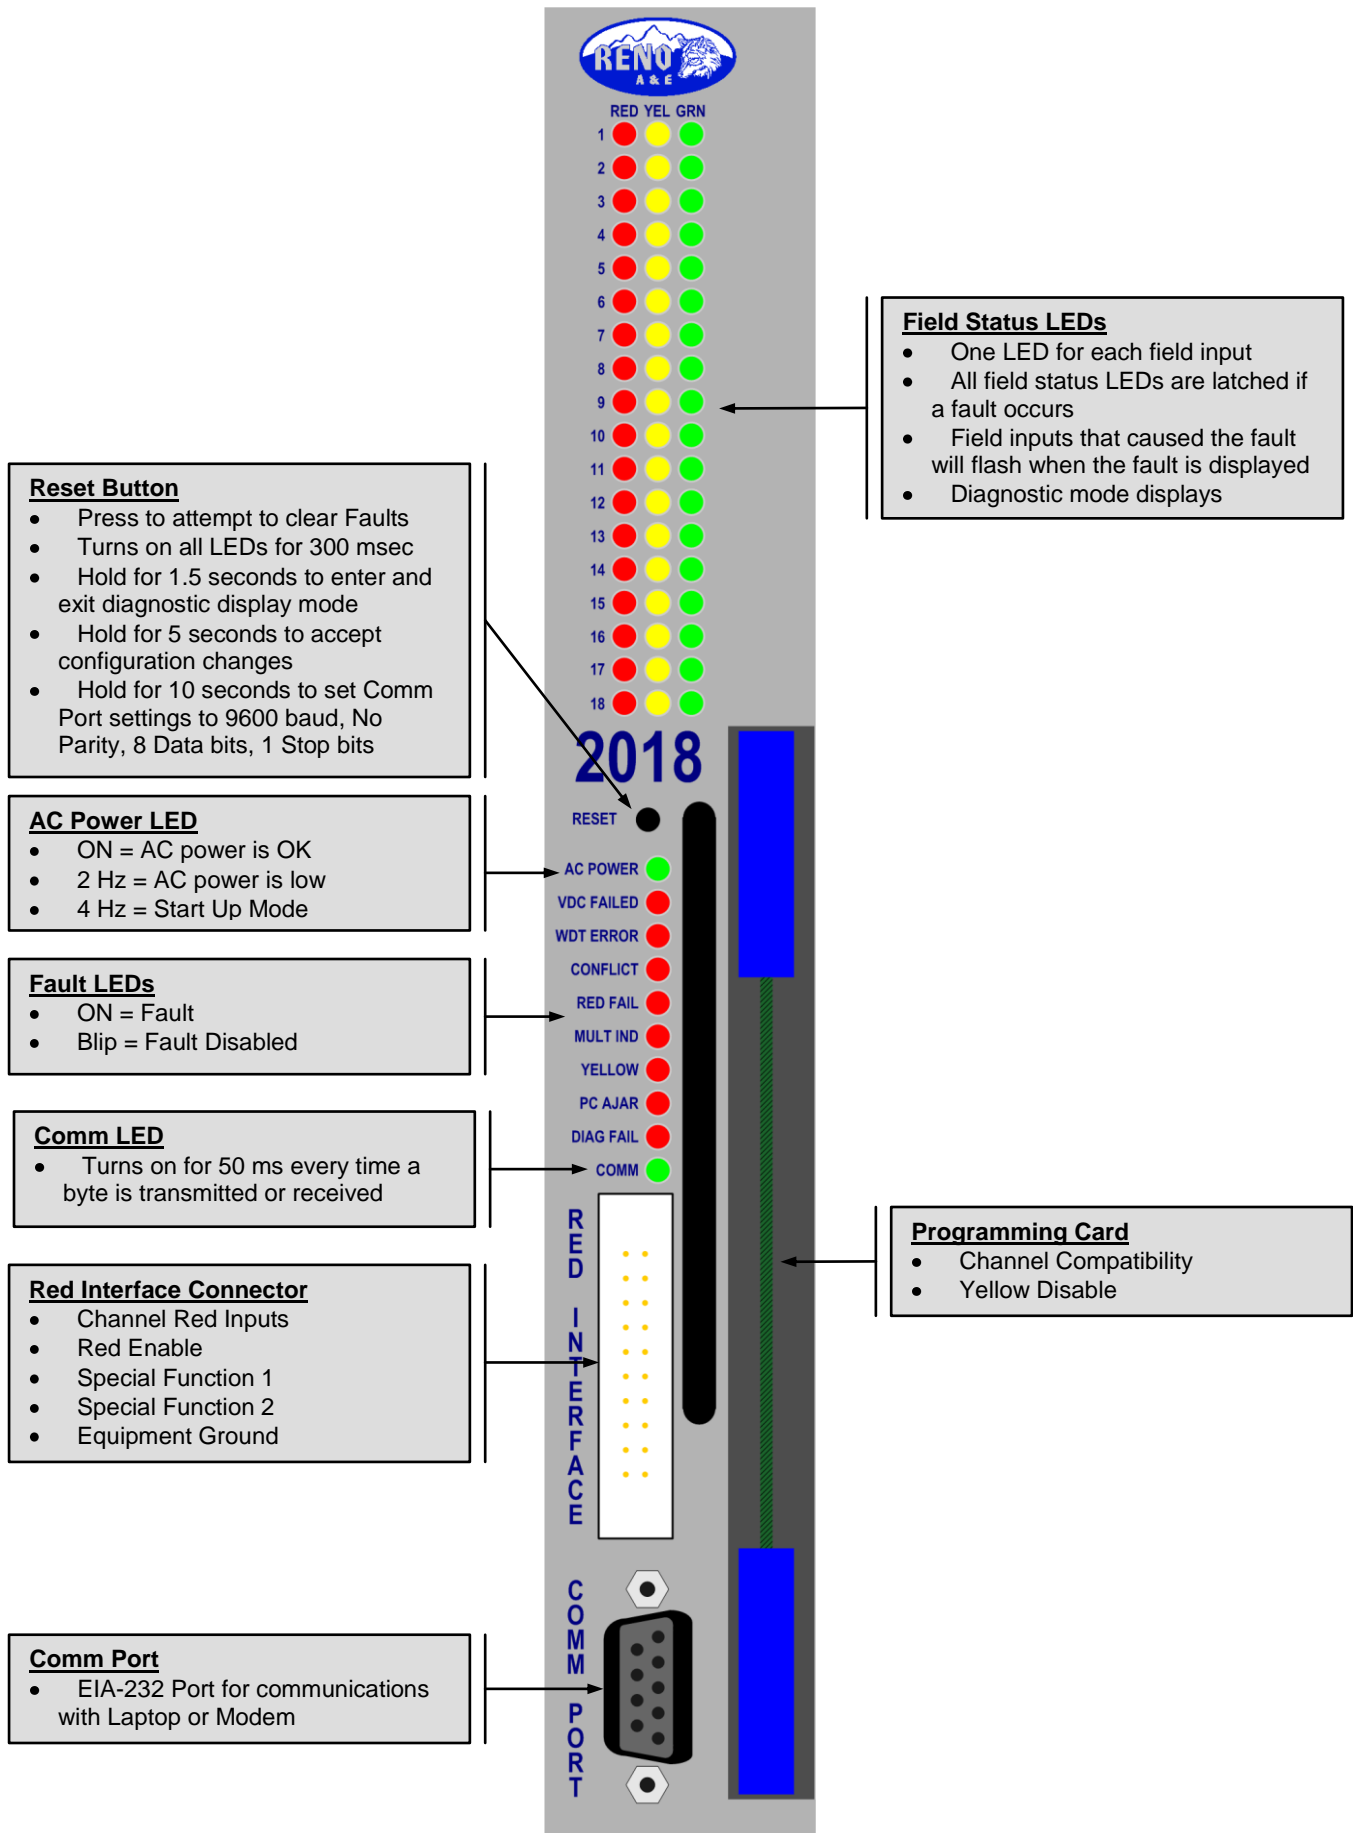 RENO
A & E
RED YEL GRN
1
2
3
4
5
6
7
8
9
10
11
12
13
14
15
16
17
18
2018
RESET
AC POWER
VDC FAILED
WDT ERROR
CONFLICT
RED FAIL
MULT IND
YELLOW
PC AJAR
DIAG FAIL
COMM
RED INTERFACE
COMM PORT
Reset Button
• Press to attempt to clear Faults
• Turns on all LEDs for 300 msec
• Hold for 1.5 seconds to enter and
exit diagnostic display mode
• Hold for 5 seconds to accept
configuration changes
• Hold for 10 seconds to set Comm
Port settings to 9600 baud, No
Parity, 8 Data bits, 1 Stop bits
AC Power LED
• ON = AC power is OK
• 2 Hz = AC power is low
• 4 Hz = Start Up Mode
Fault LEDs
• ON = Fault
• Blip = Fault Disabled
Comm LED
• Turns on for 50 ms every time a
byte is transmitted or received
Red Interface Connector
• Channel Red Inputs
• Red Enable
• Special Function 1
• Special Function 2
• Equipment Ground
Comm Port
• EIA-232 Port for communications
with Laptop or Modem
Field Status LEDs
• One LED for each field input
• All field status LEDs are latched if
a fault occurs
• Field inputs that caused the fault
will flash when the fault is displayed
• Diagnostic mode displays
Programming Card
• Channel Compatibility
• Yellow Disable